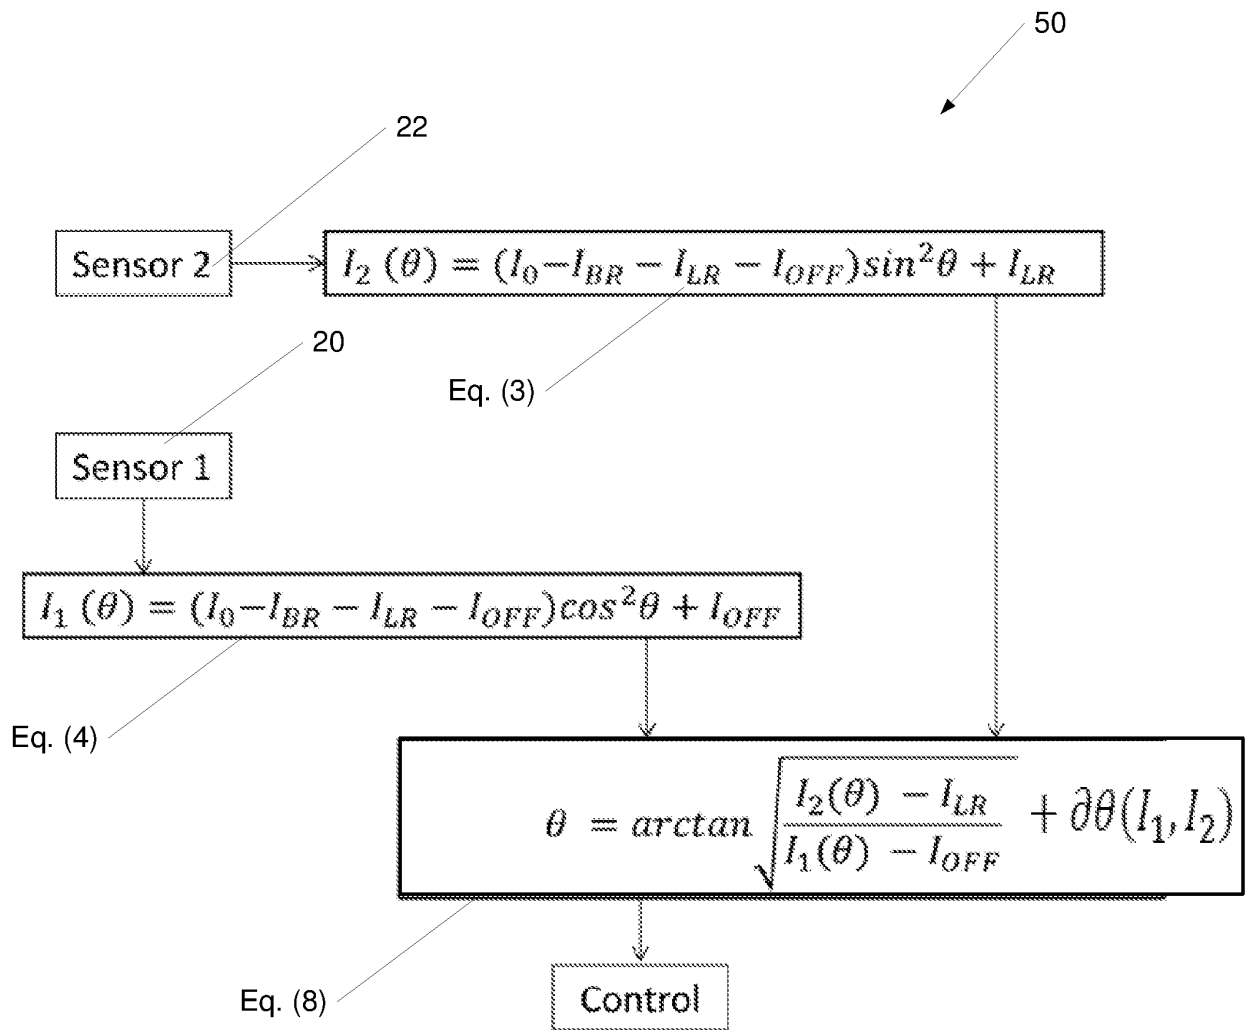 50
22
Sensor 2
I₂ (θ) = (I₀−I_BR − I_LR − I_OFF)sin²θ + I_LR
20
Eq. (3)
Sensor 1
I₁ (θ) = (I₀−I_BR − I_LR − I_OFF)cos²θ + I_OFF
Eq. (4)
θ = arctan √((I₂(θ) − I_LR)/(I₁(θ) − I_OFF)) + ∂θ(I₁, I₂)
Eq. (8)
Control